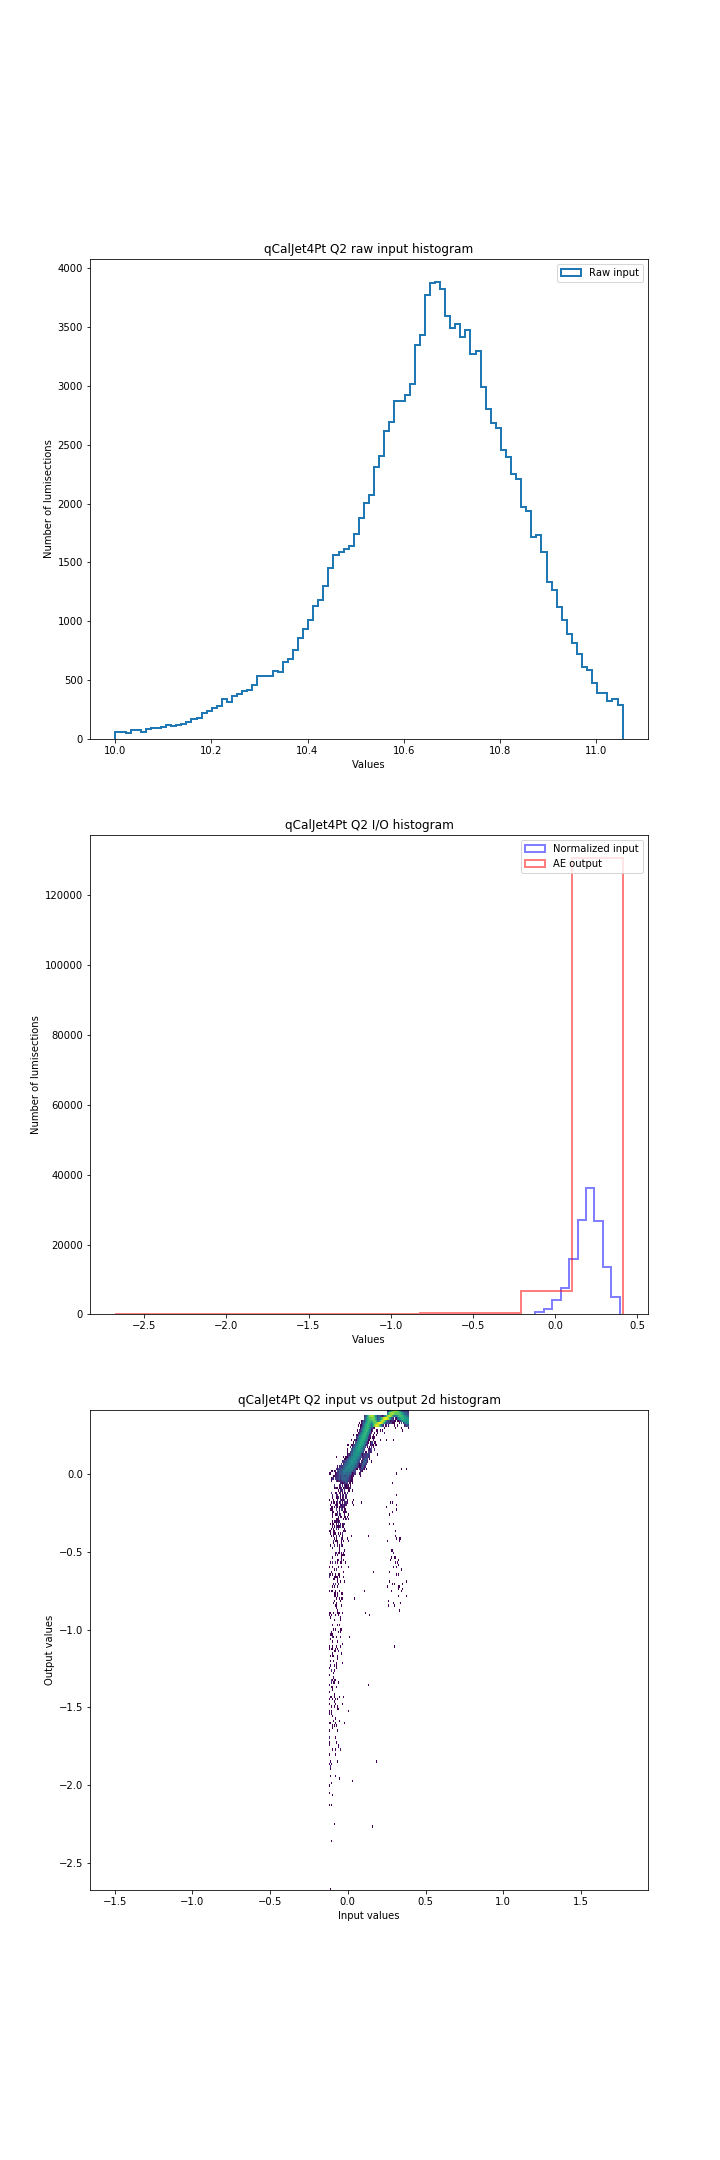 qCalJet4Pt Q2 raw input histogram
Raw input
4000
3500
3000
2500
2000
1500
1000
500
0
Number of lumisections
10.0 10.2 10.4 10.6 10.8 11.0
Values
qCalJet4Pt Q2 I/O histogram
Normalized input
AE output
120000
100000
80000
60000
40000
20000
0
Number of lumisections
−2.5 −2.0 −1.5 −1.0 −0.5 0.0 0.5
Values
qCalJet4Pt Q2 input vs output 2d histogram
0.0
−0.5
−1.0
−1.5
−2.0
−2.5
Output values
−1.5 −1.0 −0.5 0.0 0.5 1.0 1.5
Input values